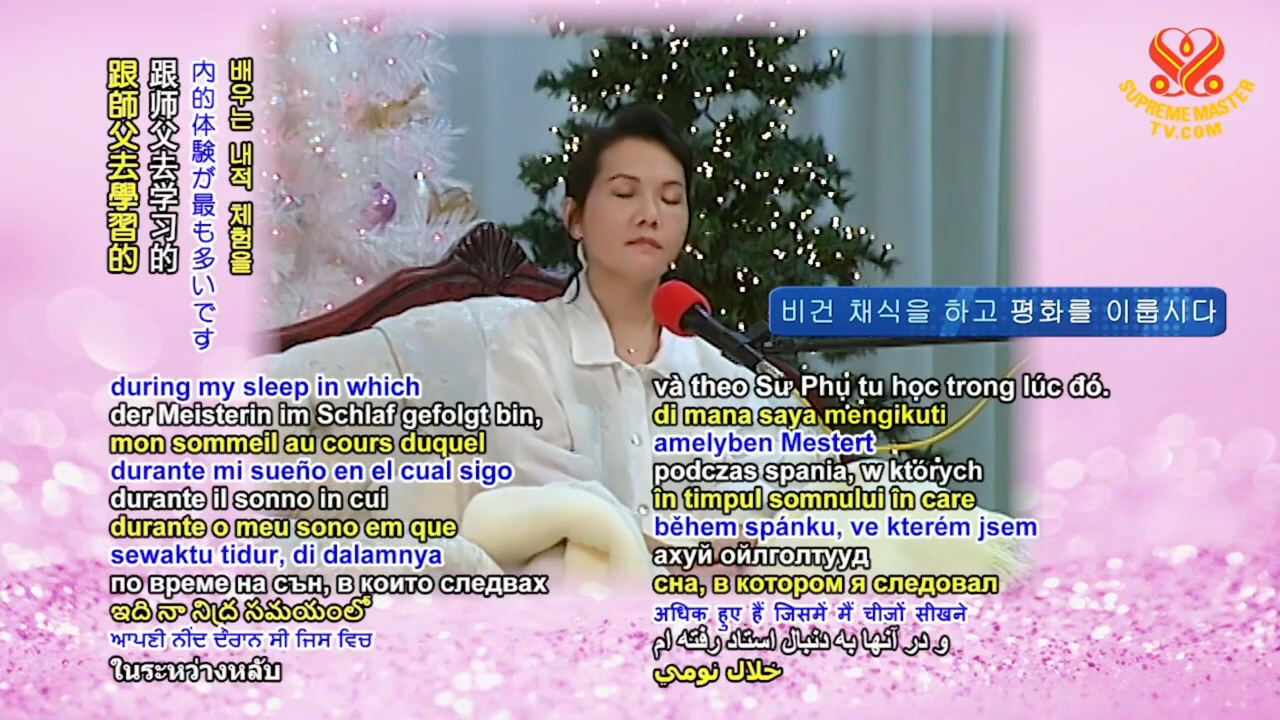 배우는 내적 체험을
内的体験が最も多いです
跟师父去学习的
跟師父去學習的
SUPREME MASTER
TV.COM
비건 채식을 하고 평화를 이룹시다
during my sleep in which
der Meisterin im Schlaf gefolgt bin,
mon sommeil au cours duquel
durante mi sueño en el cual sigo
durante il sonno in cui
durante o meu sono em que
sewaktu tidur, di dalamnya
по време на сън, в които следвах
ఇది నా నిద్ర సమయంలో
ਆਪਣੀ ਨੀਂਦ ਦੌਰਾਨ ਸੀ ਜਿਸ ਵਿਚ
ในระหว่างหลับ
và theo Sư Phụ tu học trong lúc đó.
di mana saya mengikuti
amelyben Mestert
podczas spania, w których
în timpul somnului în care
během spánku, ve kterém jsem
ахуй ойлголтууд
сна, в котором я следовал
अधिक हुए हैं जिसमें मैं चीजों सीखने
و در آنها به دنبال استاد رفته ام
خلال نومي